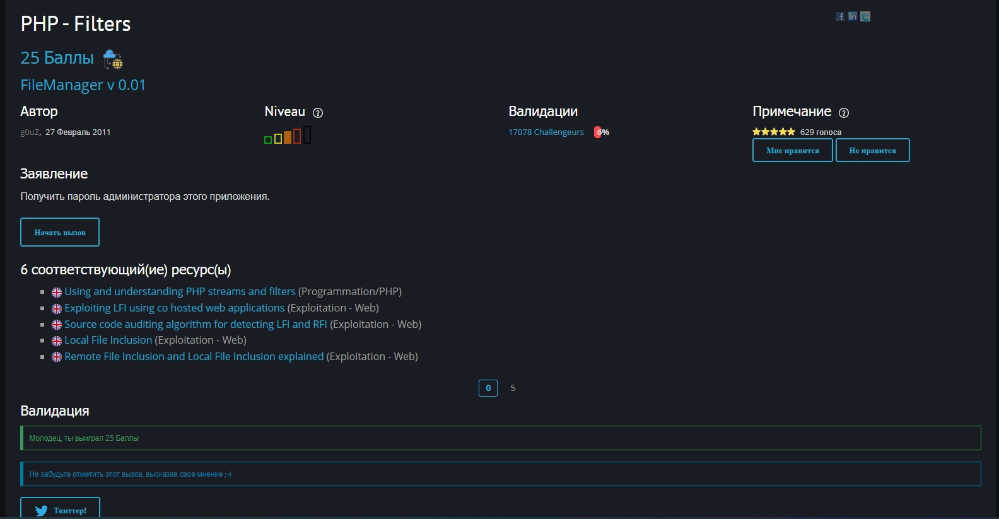 PHP - Filters
25 Баллы
FileManager v 0.01
Автор
Niveau ?
Валидации
Примечание ?
g0uZ, 27 Февраль 2011
17078 Challengeurs 6%
629 голоса
Мне нравится Не нравится
Заявление
Получить пароль администратора этого приложения.
Начать вызов
6 соответствующий(ие) ресурс(ы)
Using and understanding PHP streams and filters (Programmation/PHP)
Exploiting LFI using co hosted web applications (Exploitation - Web)
Source code auditing algorithm for detecting LFI and RFI (Exploitation - Web)
Local File Inclusion (Exploitation - Web)
Remote File Inclusion and Local File Inclusion explained (Exploitation - Web)
0 5
Валидация
Молодец, ты выиграл 25 Баллы
Не забудьте отметить этот вызов, высказав свое мнение ;-)
Твиттер!